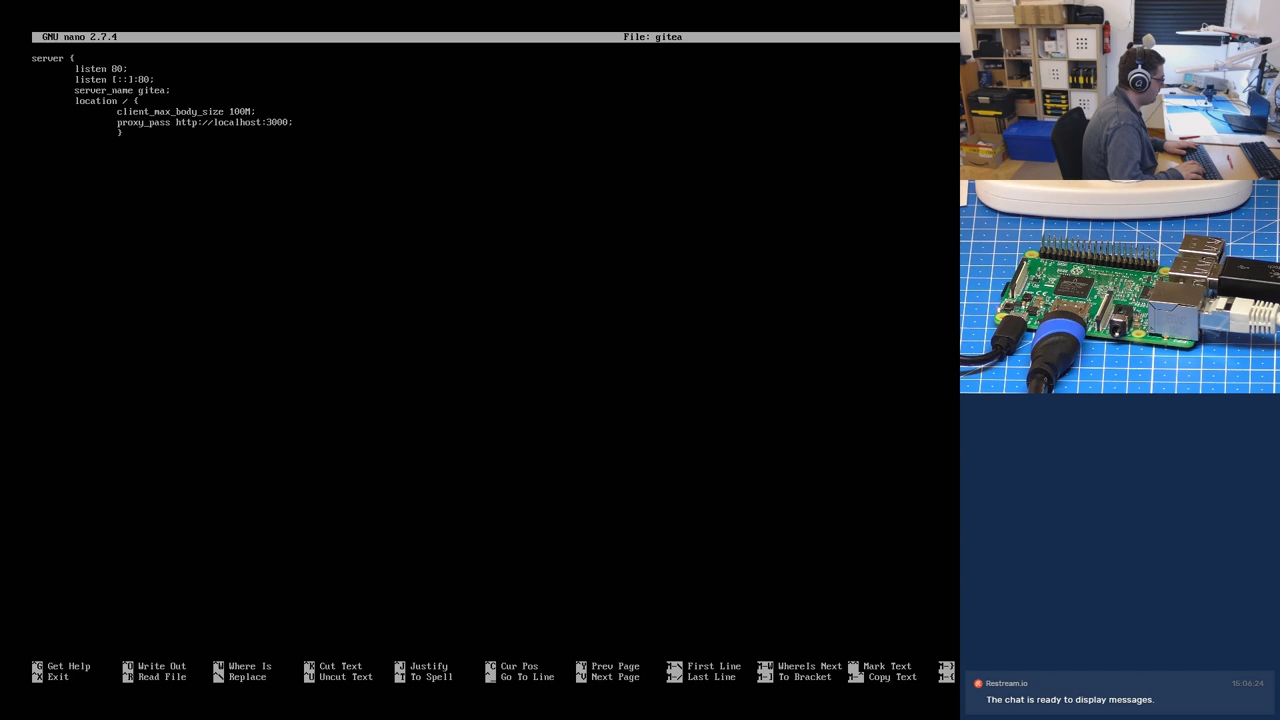 GNU nano 2.7.4 File: gitea
server {
listen 80;
listen [::]:80;
server_name gitea;
location / {
client_max_body_size 100M;
proxy_pass http://localhost:3000;
}
^G Get Help ^O Write Out ^W Where Is ^K Cut Text ^J Justify ^C Cur Pos ^Y Prev Page M-\ First Line M-W WhereIs Next ^^ Mark Text M-]
^X Exit ^R Read File ^\ Replace ^U Uncut Text ^T To Spell ^_ Go To Line ^V Next Page M-/ Last Line M-] To Bracket M-^ Copy Text
Restream.io 15:06:24
The chat is ready to display messages.